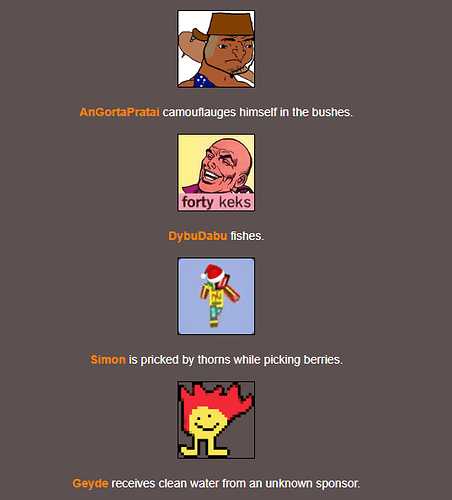 AnGortaPratai camouflauges himself in the bushes.
forty keks
DybuDabu fishes.
Simon is pricked by thorns while picking berries.
Geyde receives clean water from an unknown sponsor.